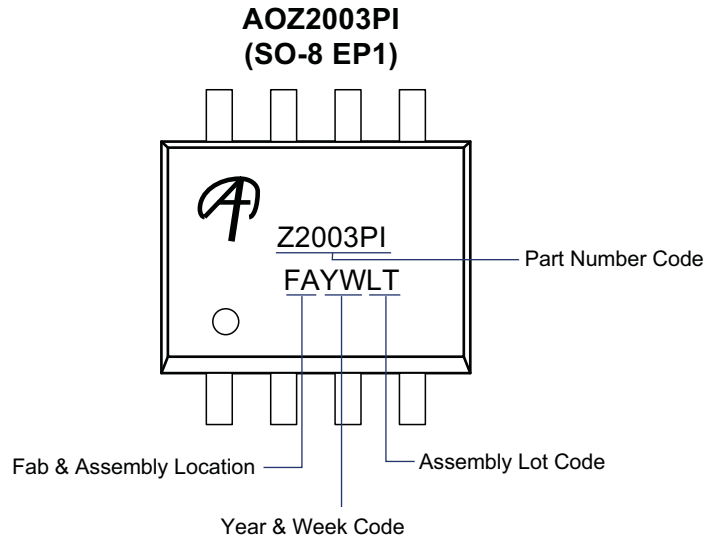 AOZ2003PI
(SO-8 EP1)
Z2003PI
Part Number Code
FAYWLT
Fab & Assembly Location
Assembly Lot Code
Year & Week Code